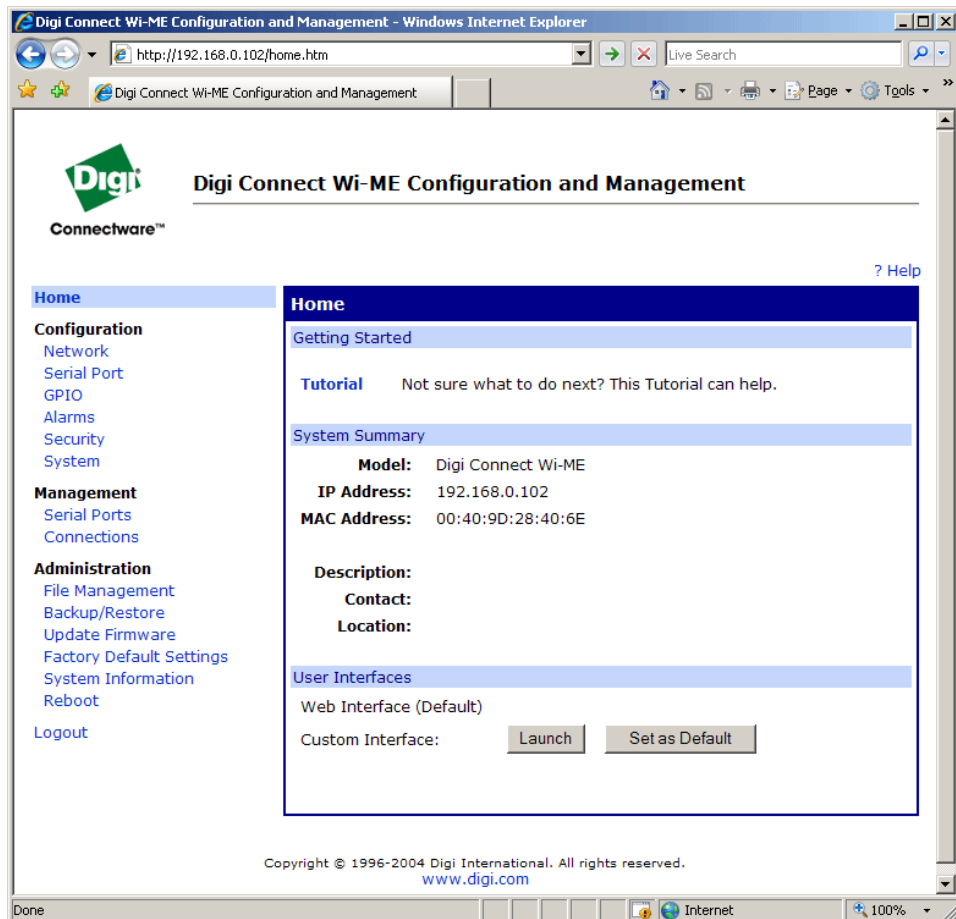 Digi Connect Wi-ME Configuration and Management - Windows Internet Explorer
http://192.168.0.102/home.htm
Live Search
Digi Connect Wi-ME Configuration and Management
Page
Tools
»
Digi
Connectware™
Digi Connect Wi-ME Configuration and Management
? Help
Home
Configuration
Network
Serial Port
GPIO
Alarms
Security
System
Management
Serial Ports
Connections
Administration
File Management
Backup/Restore
Update Firmware
Factory Default Settings
System Information
Reboot
Logout
Home
Getting Started
Tutorial Not sure what to do next? This Tutorial can help.
System Summary
Model: Digi Connect Wi-ME
IP Address: 192.168.0.102
MAC Address: 00:40:9D:28:40:6E
Description:
Contact:
Location:
User Interfaces
Web Interface (Default)
Custom Interface: Launch Set as Default
Copyright © 1996-2004 Digi International. All rights reserved.
www.digi.com
Done Internet 100%